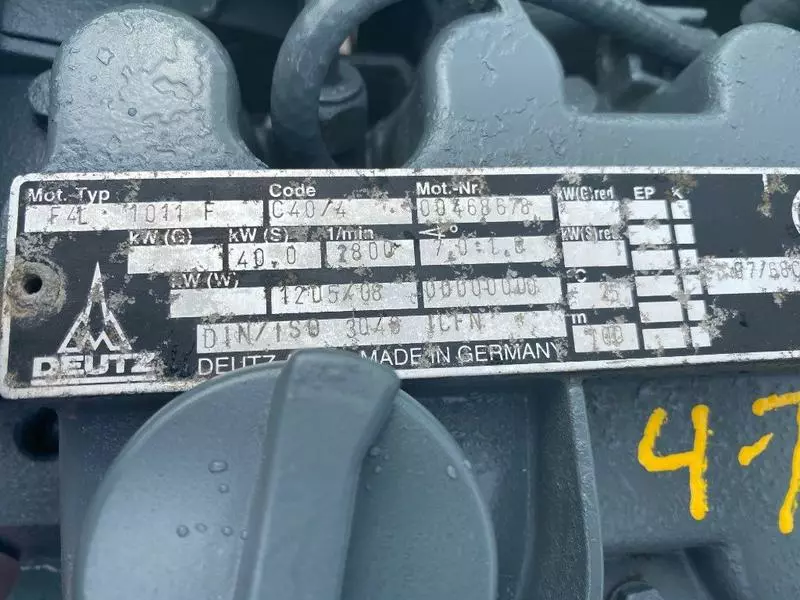 Mot. Typ Code Mot.-Nr. kW(G)red EP K
F4L 1011 F C40/4 00468678
kW (G) kW (S) 1/min kW(S)red
40.0 2800
kW (W) °C
1205/08 00000000 25
DIN/ISO 3046 ICFN m
DEUTZ DEUTZ MADE IN GERMANY
4-